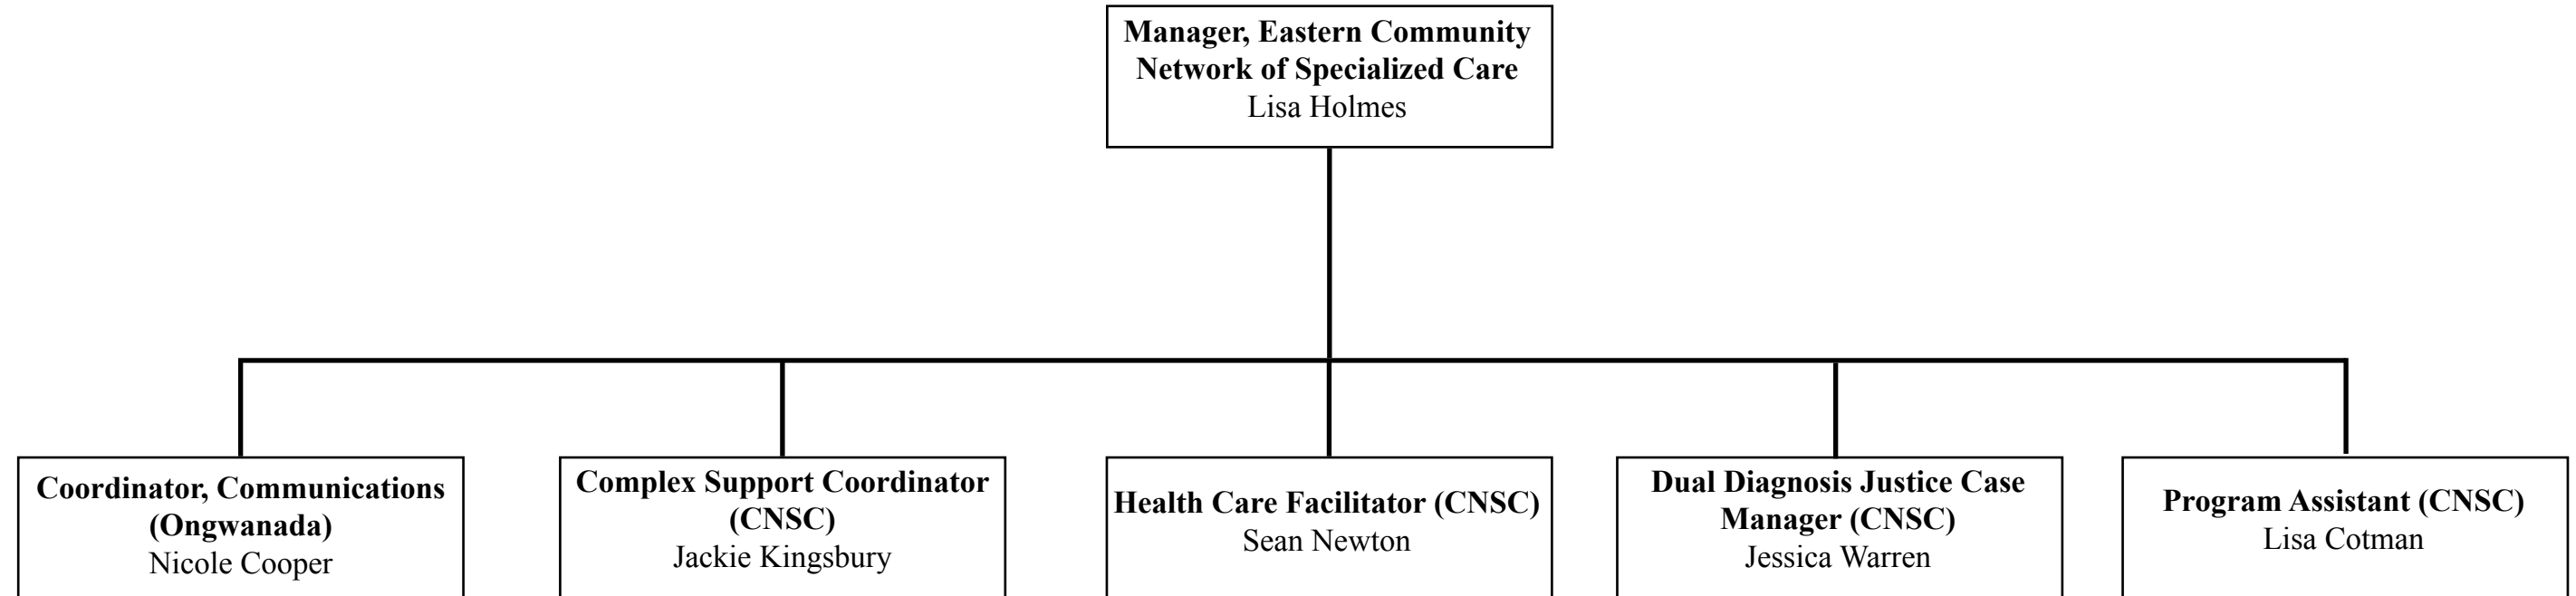 Manager, Eastern Community
Network of Specialized Care
Lisa Holmes
Coordinator, Communications
(Ongwanada)
Nicole Cooper
Complex Support Coordinator
(CNSC)
Jackie Kingsbury
Health Care Facilitator (CNSC)
Sean Newton
Dual Diagnosis Justice Case
Manager (CNSC)
Jessica Warren
Program Assistant (CNSC)
Lisa Cotman